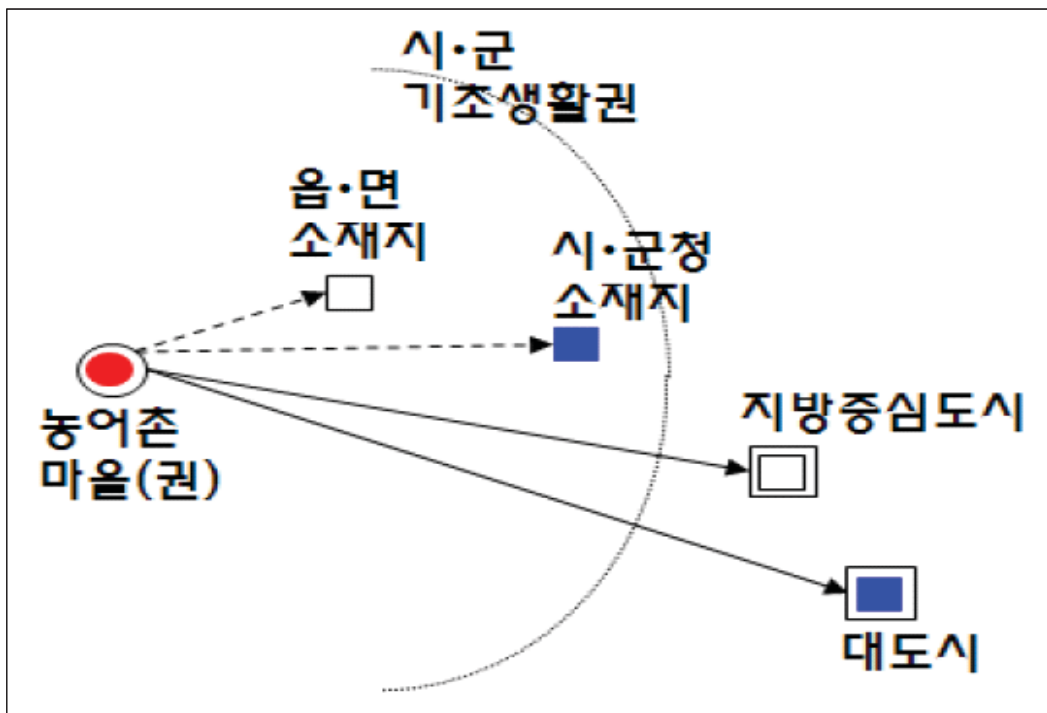 시·군
기초생활권
읍·면
소재지
시·군청
소재지
농어촌
마을(권)
지방중심도시
대도시